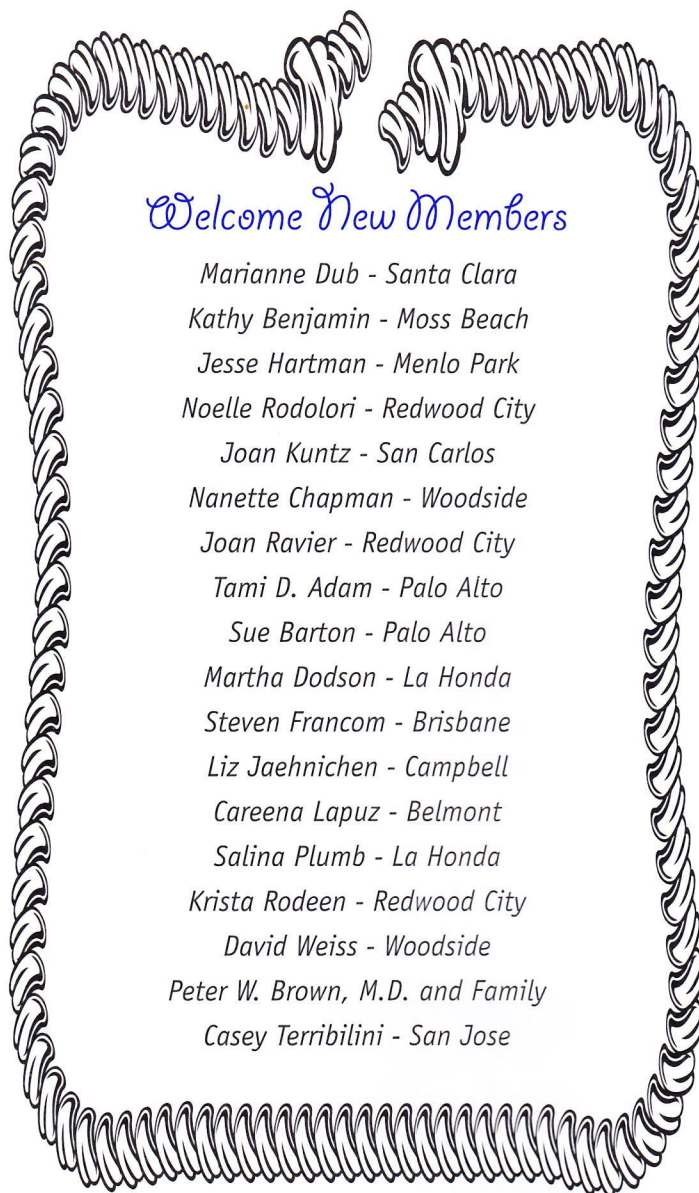 Welcome New Members
Marianne Dub - Santa Clara
Kathy Benjamin - Moss Beach
Jesse Hartman - Menlo Park
Noelle Rodolori - Redwood City
Joan Kuntz - San Carlos
Nanette Chapman - Woodside
Joan Ravier - Redwood City
Tami D. Adam - Palo Alto
Sue Barton - Palo Alto
Martha Dodson - La Honda
Steven Francom - Brisbane
Liz Jaehnichen - Campbell
Careena Lapuz - Belmont
Salina Plumb - La Honda
Krista Rodeen - Redwood City
David Weiss - Woodside
Peter W. Brown, M.D. and Family
Casey Terribilini - San Jose